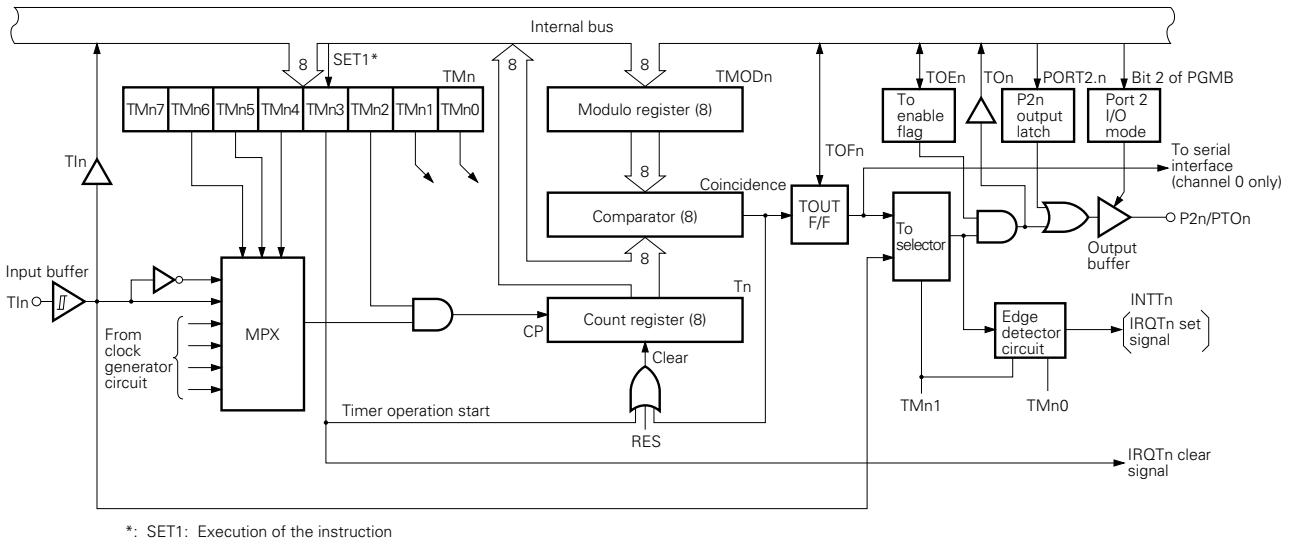 Internal bus
8
SET1*
TMn
8
8
TMODn
TOEn
TOn
PORT2.n
Bit 2 of PGMB
TMn7 TMn6 TMn5 TMn4 TMn3 TMn2 TMn1 TMn0
Modulo register (8)
To
enable
flag
P2n
output
latch
Port 2
I/O
mode
TIn
8
TOFn
To serial
interface
(channel 0 only)
Coincidence
Comparator (8)
TOUT
F/F
To
selector
P2n/PTOn
Output
buffer
8
Input buffer
TIn
MPX
Tn
Count register (8)
CP
From
clock
generator
circuit
Clear
Edge
detector
circuit
INTTn
IRQTn set
signal
Timer operation start
RES
TMn1
TMn0
IRQTn clear
signal
*: SET1: Execution of the instruction